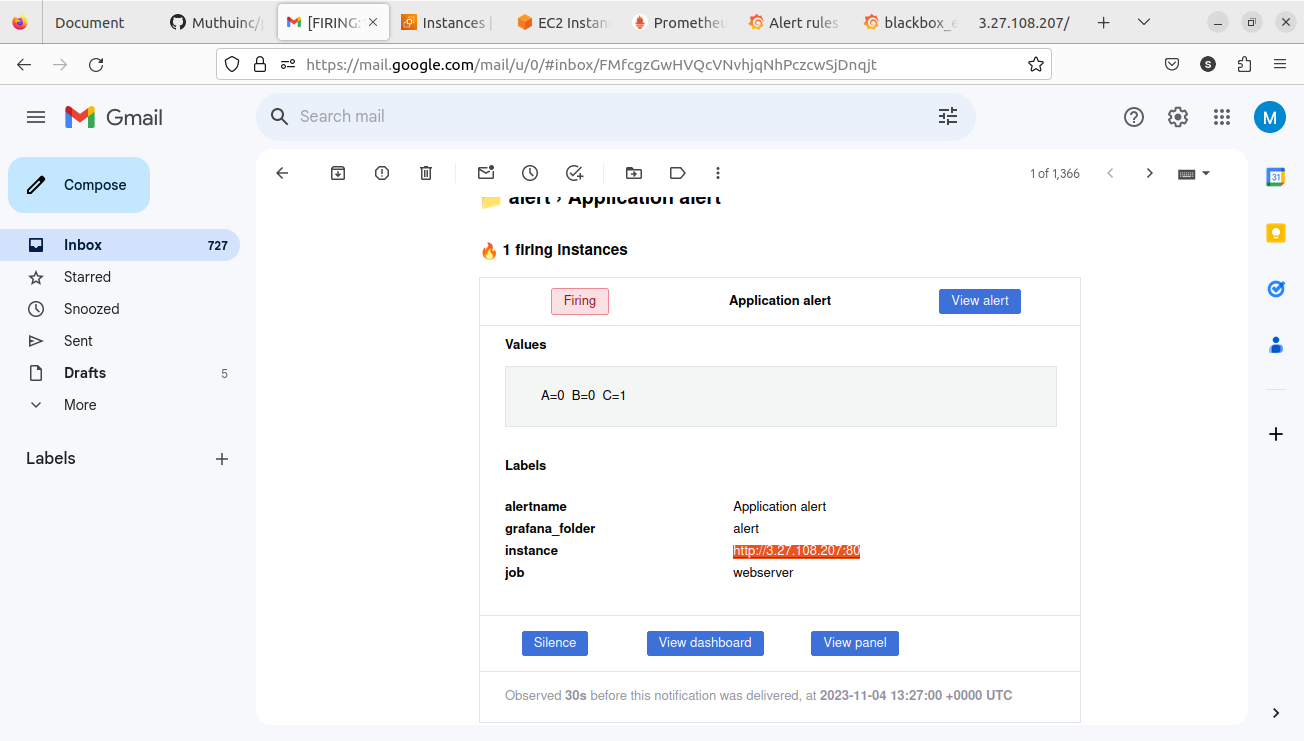 Document Muthuinc/ [FIRING: Instances | EC2 Instan Prometheu Alert rules blackbox_e 3.27.108.207/
https://mail.google.com/mail/u/0/#inbox/FMfcgzGwHVQcVNvhjqNhPczcwSjDnqjt S
Gmail Search mail M
Compose 1 of 1,366 31
alert › Application alert
Inbox 727
🔥 1 firing instances
Starred
Firing Application alert View alert
Snoozed
Sent
Values
Drafts 5
A=0 B=0 C=1
More
Labels
Labels
alertname Application alert
grafana_folder alert
instance http://3.27.108.207:80
job webserver
Silence View dashboard View panel
Observed 30s before this notification was delivered, at 2023-11-04 13:27:00 +0000 UTC